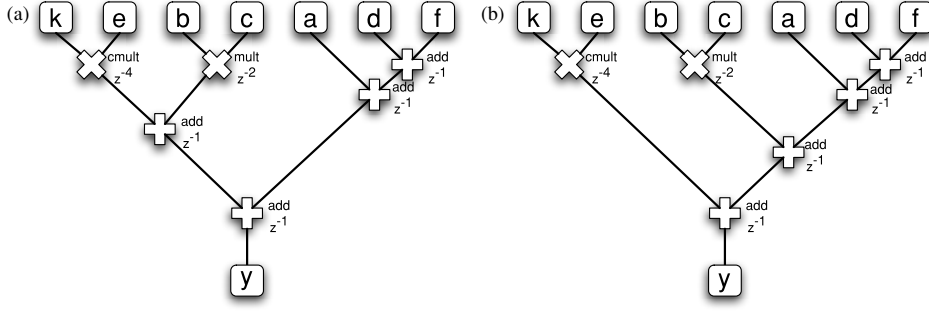 (a) k e b c a d f
cmult
z-4
mult
z-2
add
z-1
add
z-1
add
z-1
add
z-1
y
(b) k e b c a d f
cmult
z-4
mult
z-2
add
z-1
add
z-1
add
z-1
add
z-1
y